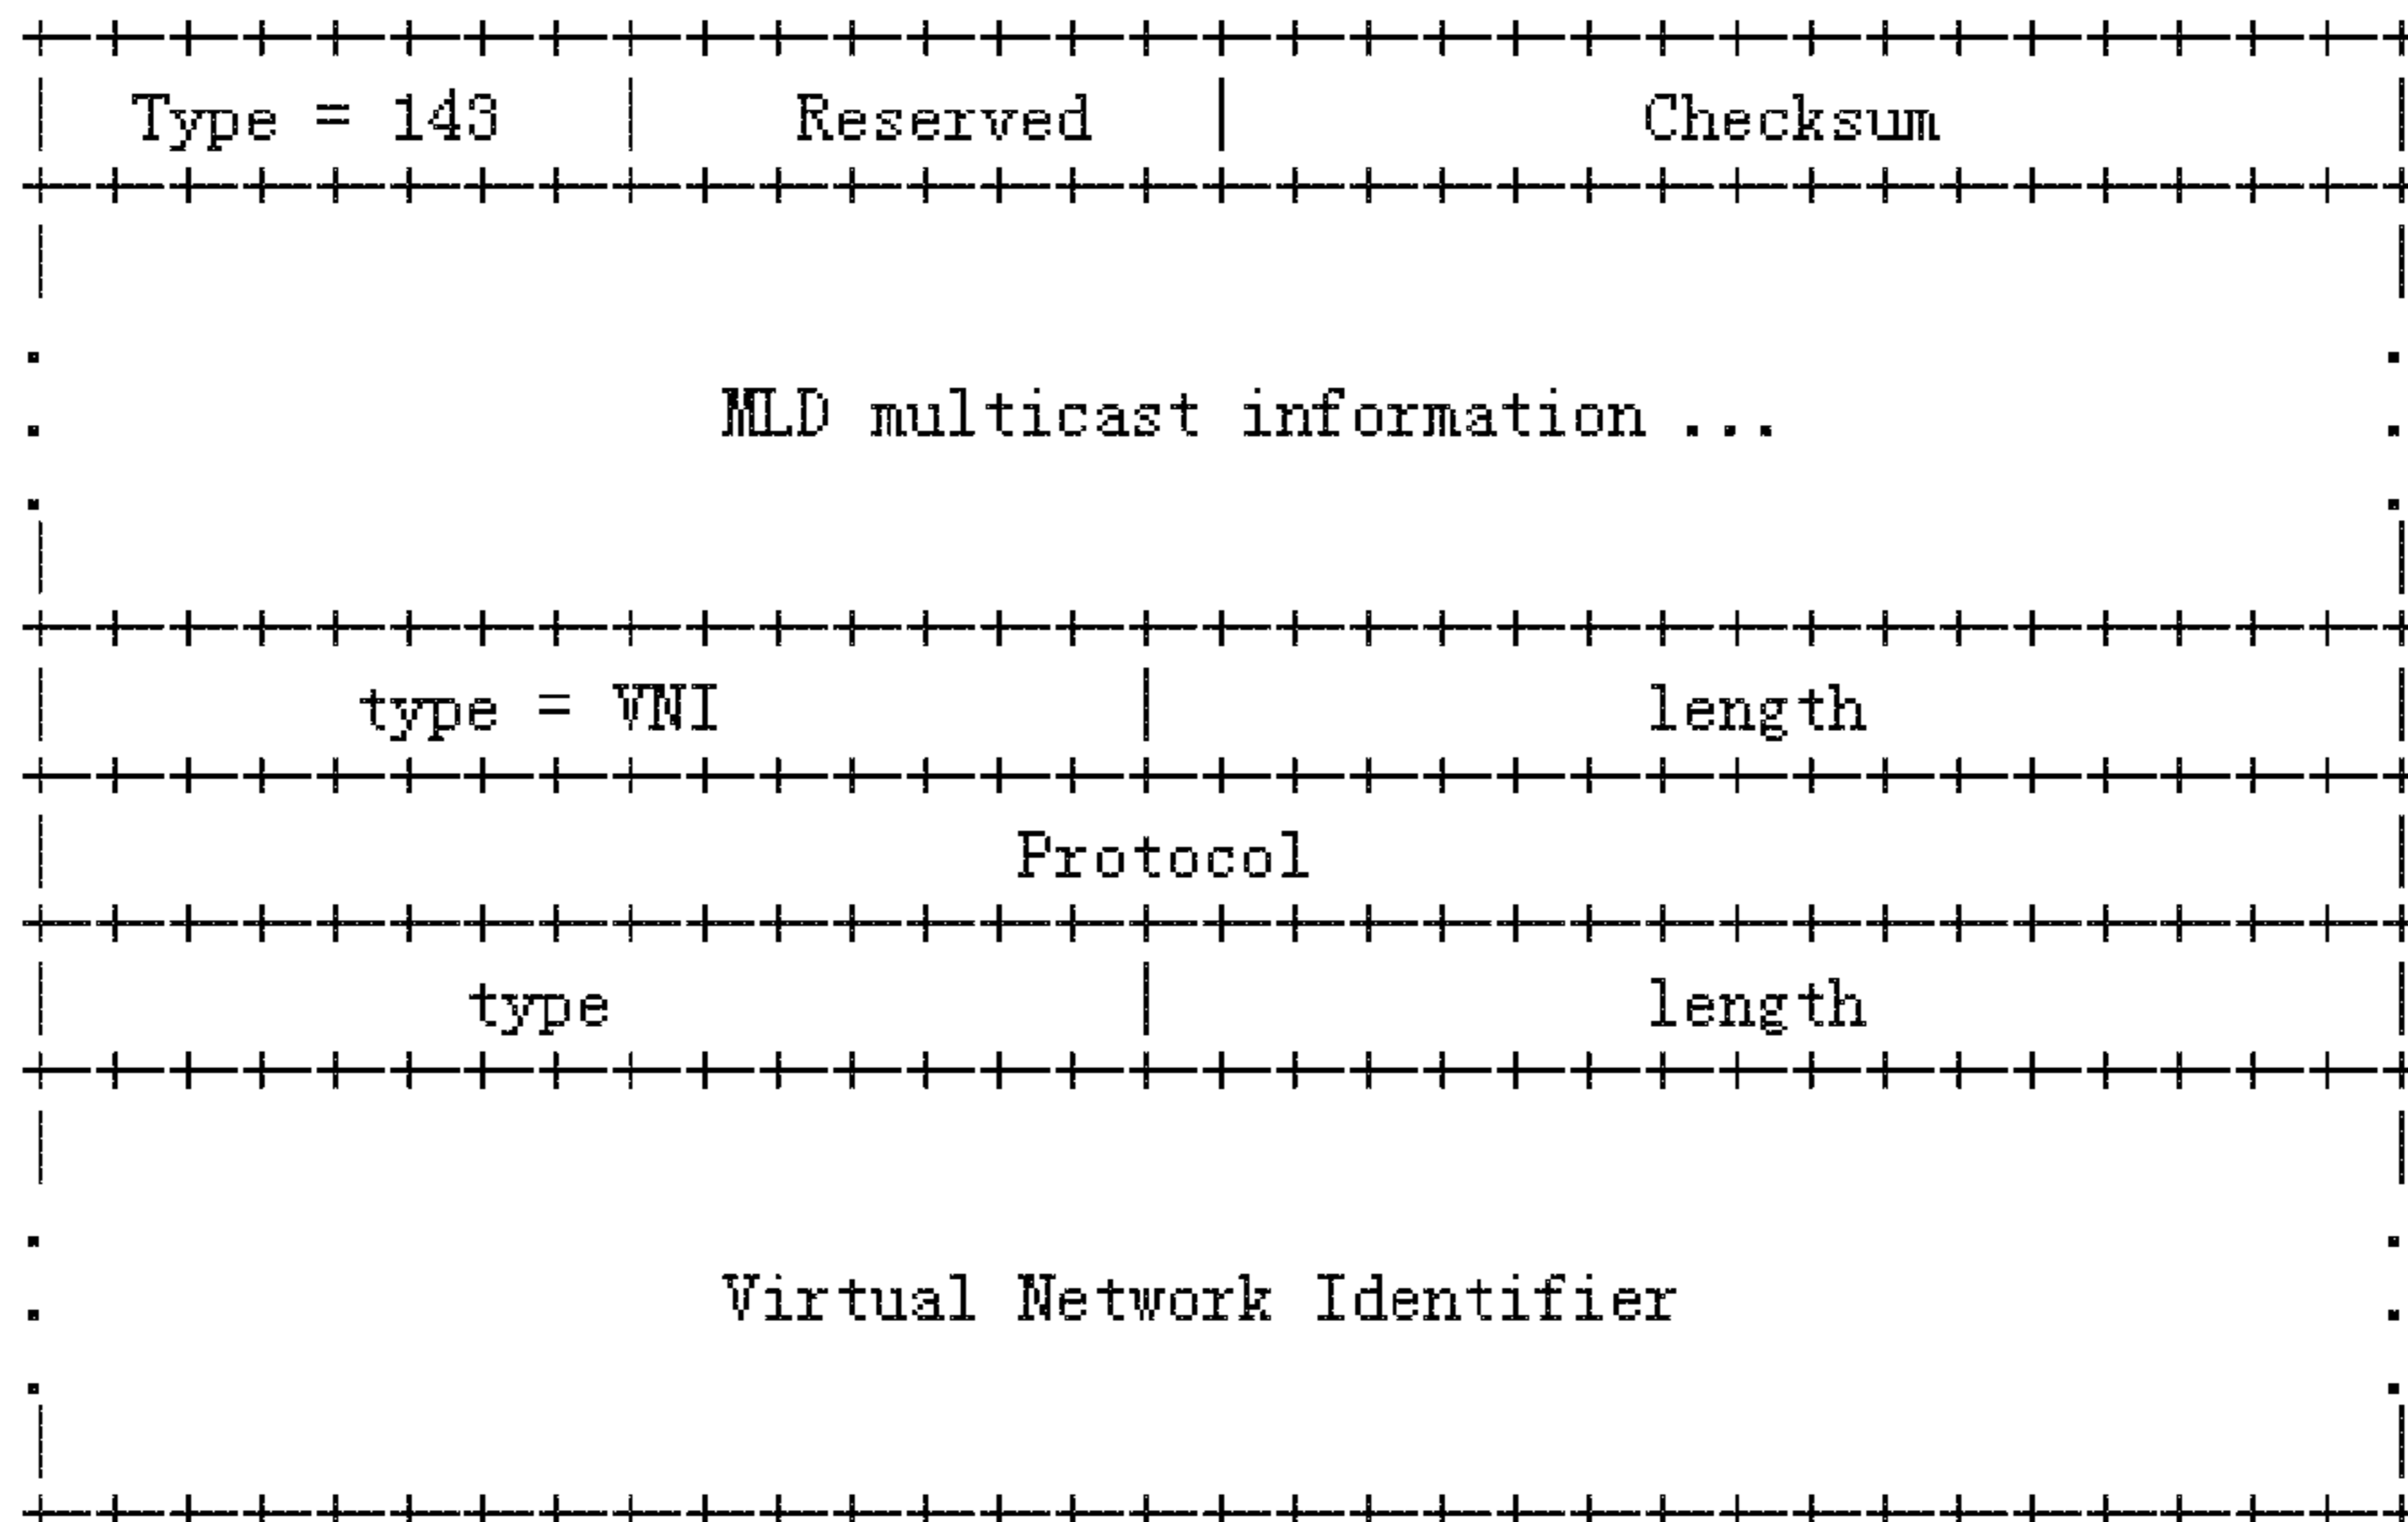 Type = 143 Reserved Checksum
MLD multicast information ...
type = VNI length
Protocol
type length
Virtual Network Identifier